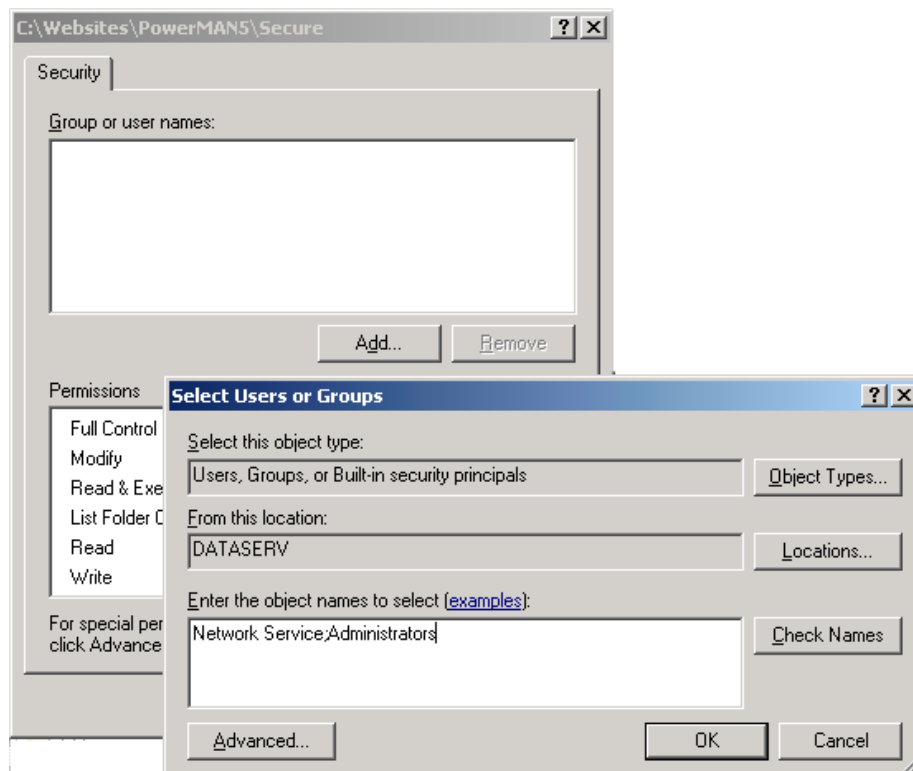 C:\Websites\PowerMAN5\Secure
Security
Group or user names:
Add...
Remove
Permissions
Full Control
Modify
Read & Exe
List Folder C
Read
Write
For special per
click Advance
Select Users or Groups
Select this object type:
Users, Groups, or Built-in security principals
Object Types...
From this location:
DATASERV
Locations...
Enter the object names to select (examples):
Network Service;Administrators
Check Names
Advanced...
OK
Cancel